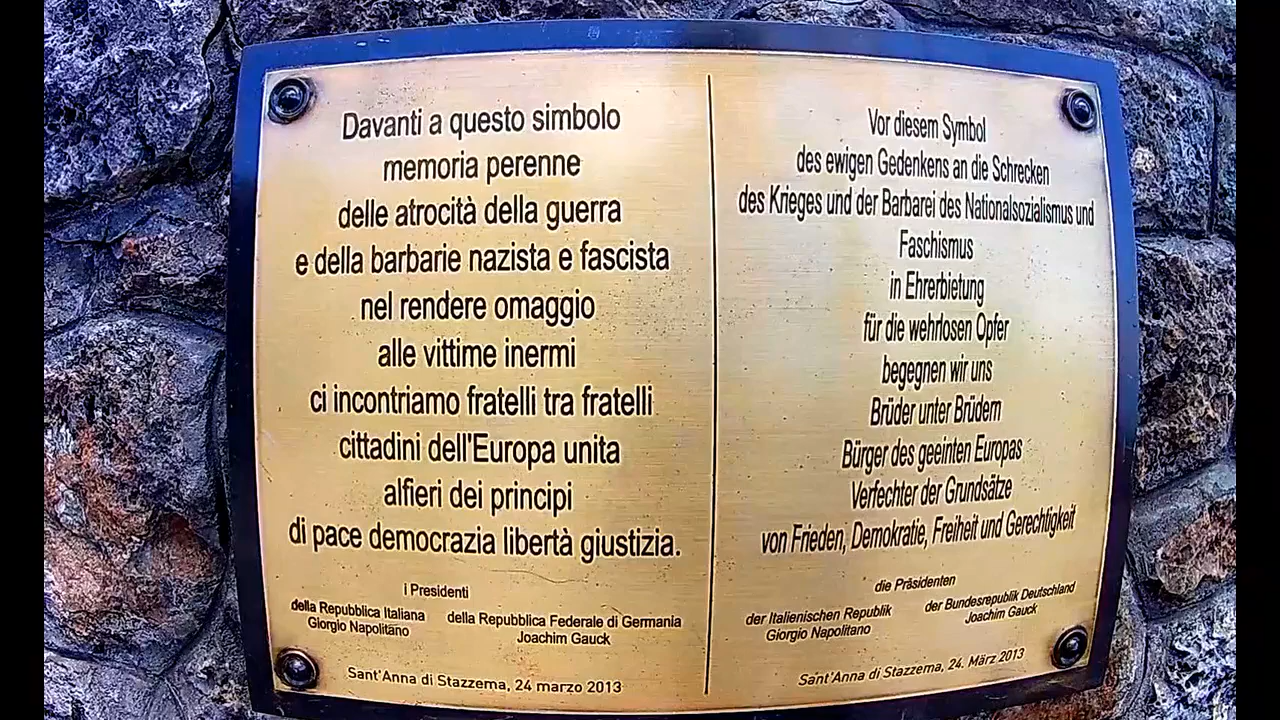 Davanti a questo simbolo
memoria perenne
delle atrocità della guerra
e della barbarie nazista e fascista
nel rendere omaggio
alle vittime inermi
ci incontriamo fratelli tra fratelli
cittadini dell'Europa unita
alfieri dei principi
di pace democrazia libertà giustizia.
i Presidenti
della Repubblica Italiana
Giorgio Napolitano
della Repubblica Federale di Germania
Joachim Gauck
Sant'Anna di Stazzema, 24 marzo 2013
Vor diesem Symbol
des ewigen Gedenkens an die Schrecken
des Krieges und der Barbarei des Nationalsozialismus und
Faschismus
in Ehrerbietung
für die wehrlosen Opfer
begegnen wir uns
Brüder unter Brüdern
Bürger des geeinten Europas
Verfechter der Grundsätze
von Frieden, Demokratie, Freiheit und Gerechtigkeit
die Präsidenten
der Italienischen Republik
Giorgio Napolitano
der Bundesrepublik Deutschland
Joachim Gauck
Sant'Anna di Stazzema, 24. März 2013